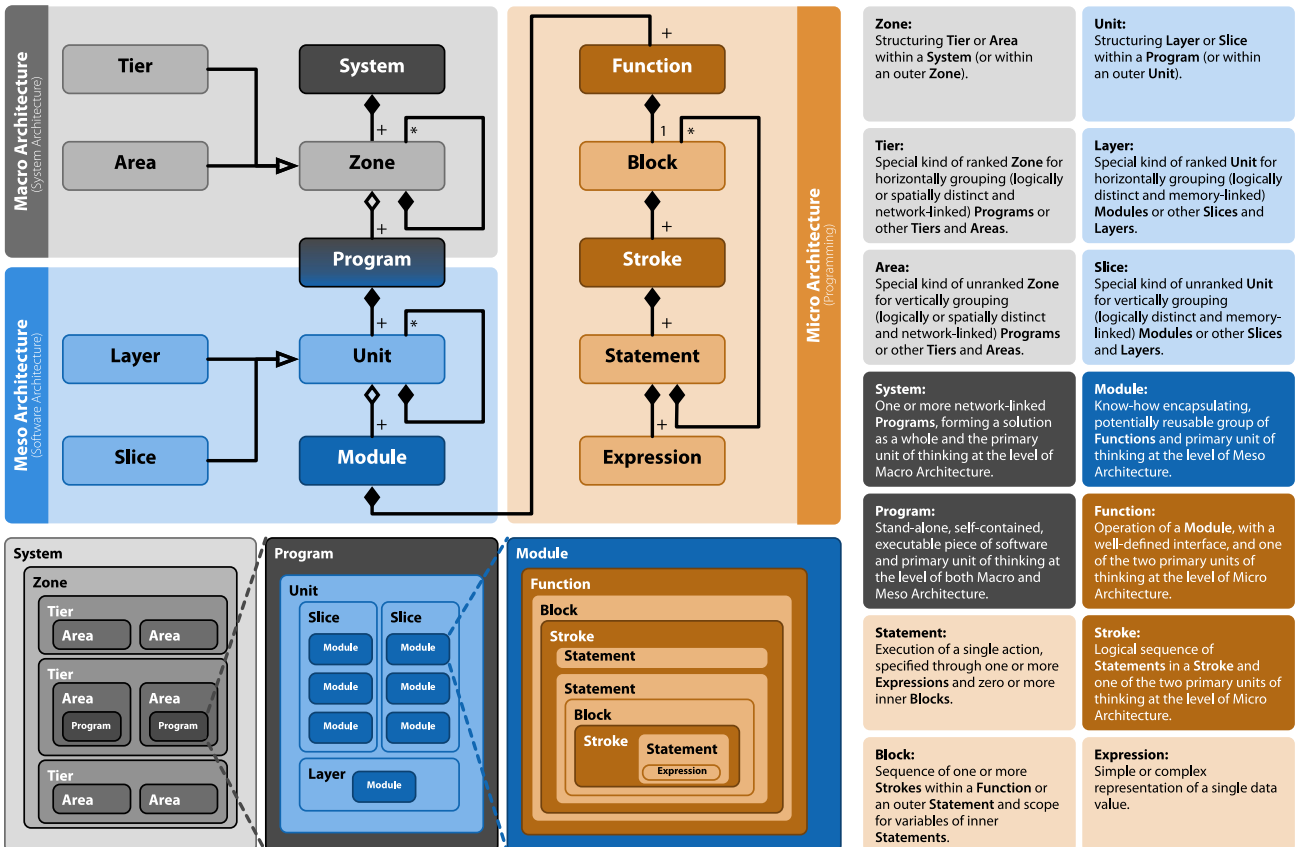 Macro Architecture
(System Architecture)
Tier
System
Area
Zone
+
*
+
Program
Meso Architecture
(Software Architecture)
+
*
Layer
Unit
+
Slice
Module
+
Function
1
*
Block
+
Stroke
+
Statement
+
Expression
Micro Architecture
(Programming)
System
Zone
Tier
Area
Area
Tier
Area
Area
Program
Program
Tier
Area
Area
Program
Unit
Slice
Slice
Module
Module
Module
Module
Module
Module
Layer
Module
Module
Function
Block
Stroke
Statement
Statement
Block
Stroke
Statement
Expression
Zone:
Structuring Tier or Area
within a System (or within
an outer Zone).
Unit:
Structuring Layer or Slice
within a Program (or within
an outer Unit).
Tier:
Special kind of ranked Zone for
horizontally grouping (logically
or spatially distinct and
network-linked) Programs or
other Tiers and Areas.
Layer:
Special kind of ranked Unit for
horizontally grouping (logically
distinct and memory-linked)
Modules or other Slices and
Layers.
Area:
Special kind of unranked Zone
for vertically grouping
(logically or spatially distinct
and network-linked) Programs
or other Tiers and Areas.
Slice:
Special kind of unranked Unit
for vertically grouping
(logically distinct and memory-
linked) Modules or other Slices
and Layers.
System:
One or more network-linked
Programs, forming a solution
as a whole and the primary
unit of thinking at the level of
Macro Architecture.
Module:
Know-how encapsulating,
potentially reusable group of
Functions and primary unit of
thinking at the level of Meso
Architecture.
Program:
Stand-alone, self-contained,
executable piece of software
and primary unit of thinking at
the level of both Macro and
Meso Architecture.
Function:
Operation of a Module, with a
well-defined interface, and one
of the two primary units of
thinking at the level of Micro
Architecture.
Statement:
Execution of a single action,
specified through one or more
Expressions and zero or more
inner Blocks.
Stroke:
Logical sequence of
Statements in a Stroke and
one of the two primary units of
thinking at the level of Micro
Architecture.
Block:
Sequence of one or more
Strokes within a Function or
an outer Statement and scope
for variables of inner
Statements.
Expression:
Simple or complex
representation of a single data
value.